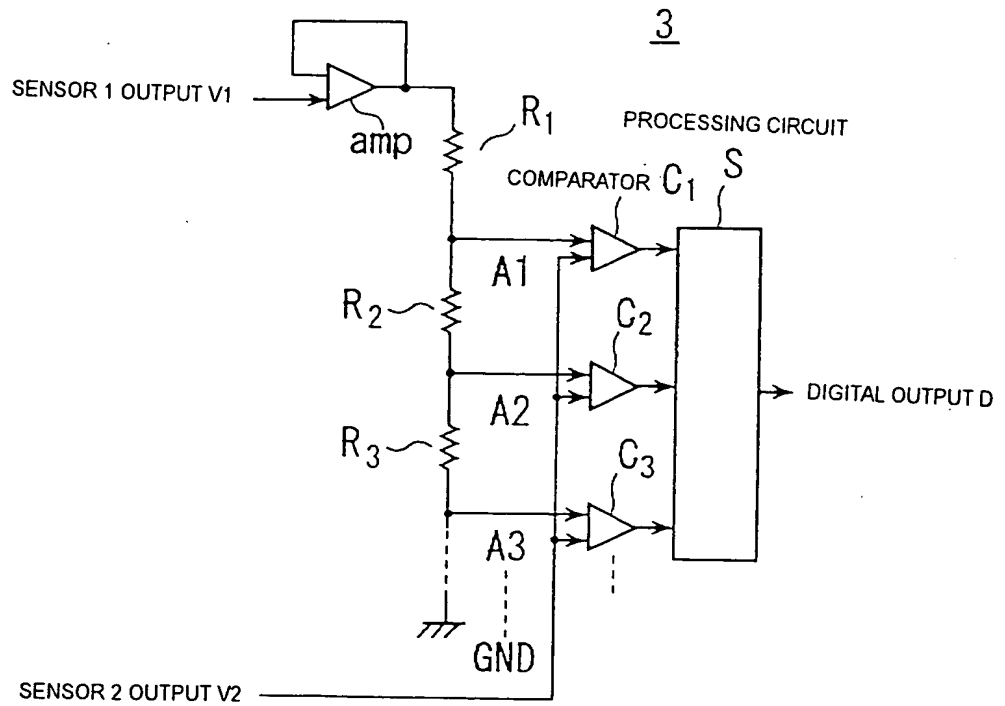 3
SENSOR 1 OUTPUT V1
amp
R1
PROCESSING CIRCUIT
S
COMPARATOR C1
A1
R2
C2
A2
DIGITAL OUTPUT D
R3
C3
A3
GND
SENSOR 2 OUTPUT V2